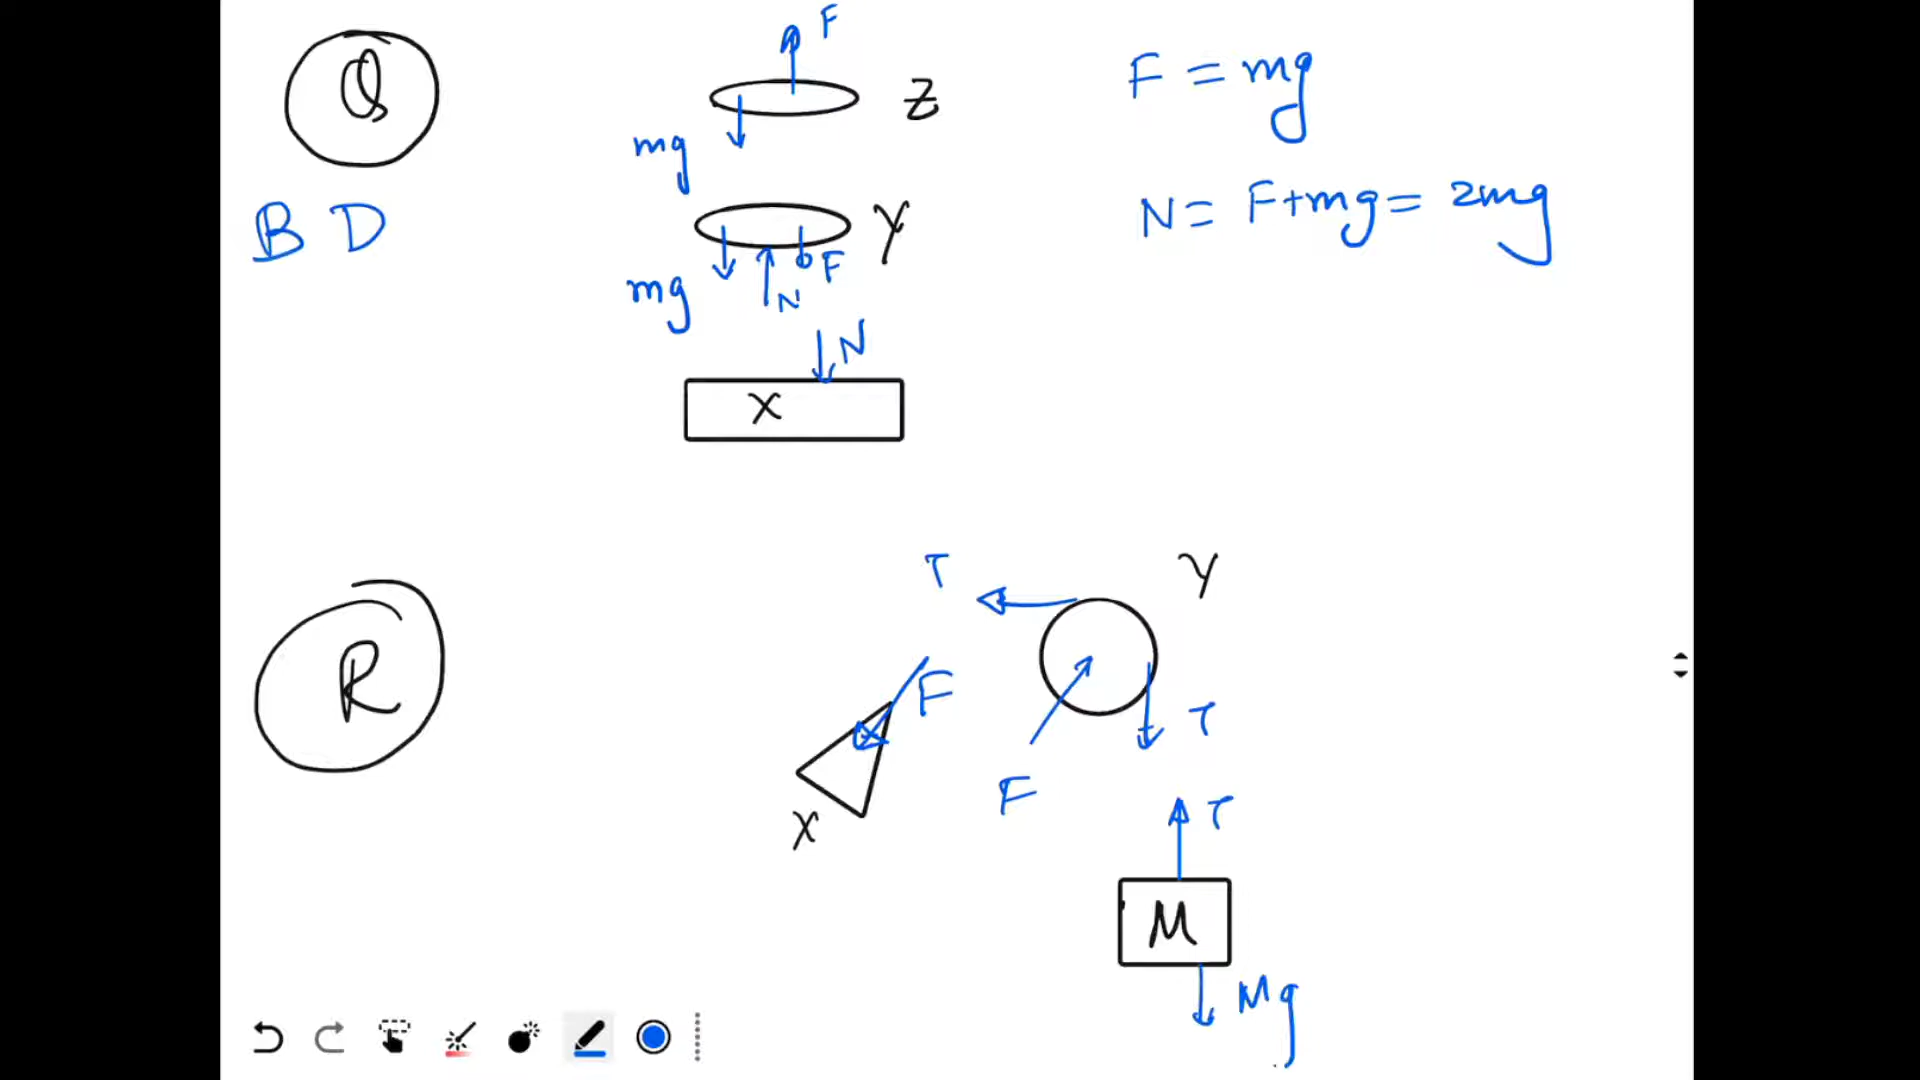 F
Q
Z
F = mg
mg
B D
Y
N = F+mg = 2mg
mg
N
F
N
X
T
Y
R
F
T
F
X
T
M
Mg